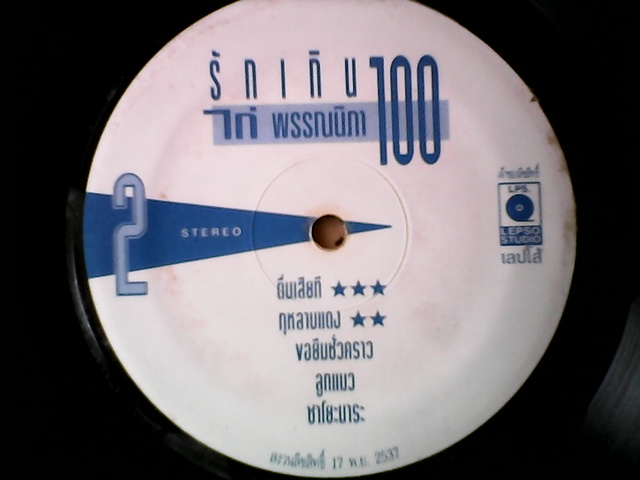 รักเกิน 100
ไก่ พรรณนิภา
2
STEREO
ลิขสิทธิ์
LPS.
LEPSO
STUDIO
เลปโส้
ตื่นเสียที ★★★
กุหลาบแดง ★★
ขอยืมชั่วคราว
ลูกแมว
ซาโยะนาระ
สงวนลิขสิทธิ์ 17 พ.ย. 2537